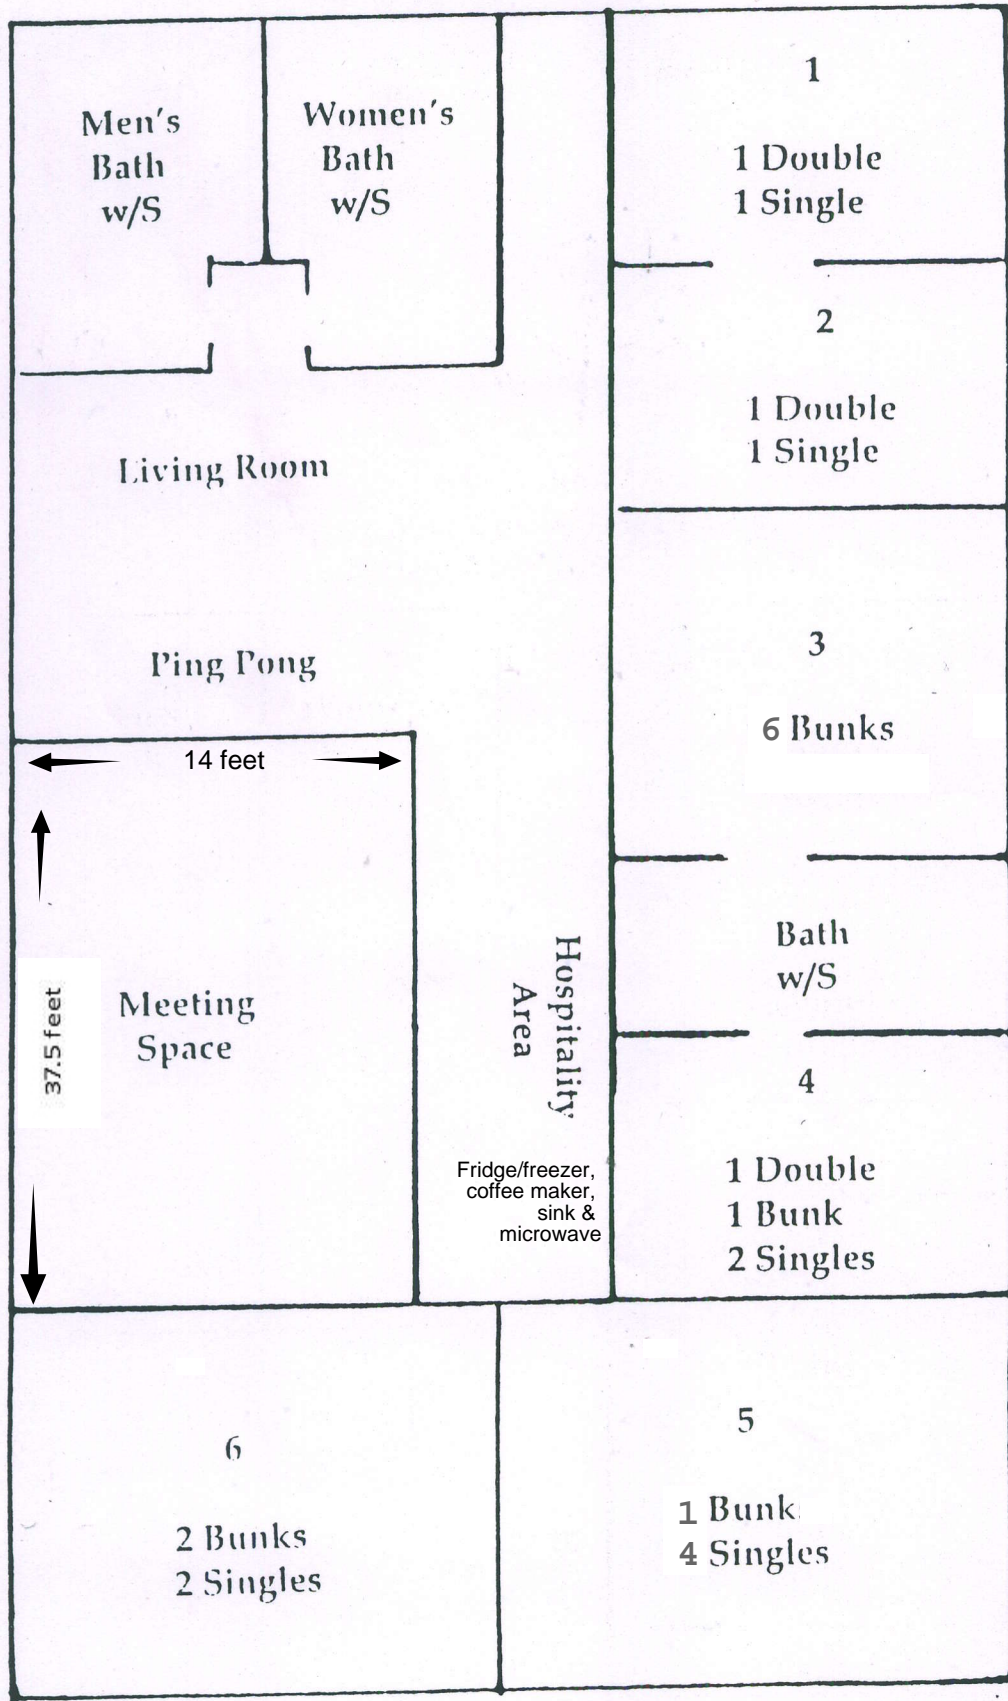 Men's
Bath
w/S
Women's
Bath
w/S
1
1 Double
1 Single
2
1 Double
1 Single
Living Room
Ping Pong
3
6 Bunks
14 feet
37.5 feet
Meeting
Space
Hospitality
Area
Fridge/freezer,
coffee maker,
sink &
microwave
Bath
w/S
4
1 Double
1 Bunk
2 Singles
6
2 Bunks
2 Singles
5
1 Bunk
4 Singles